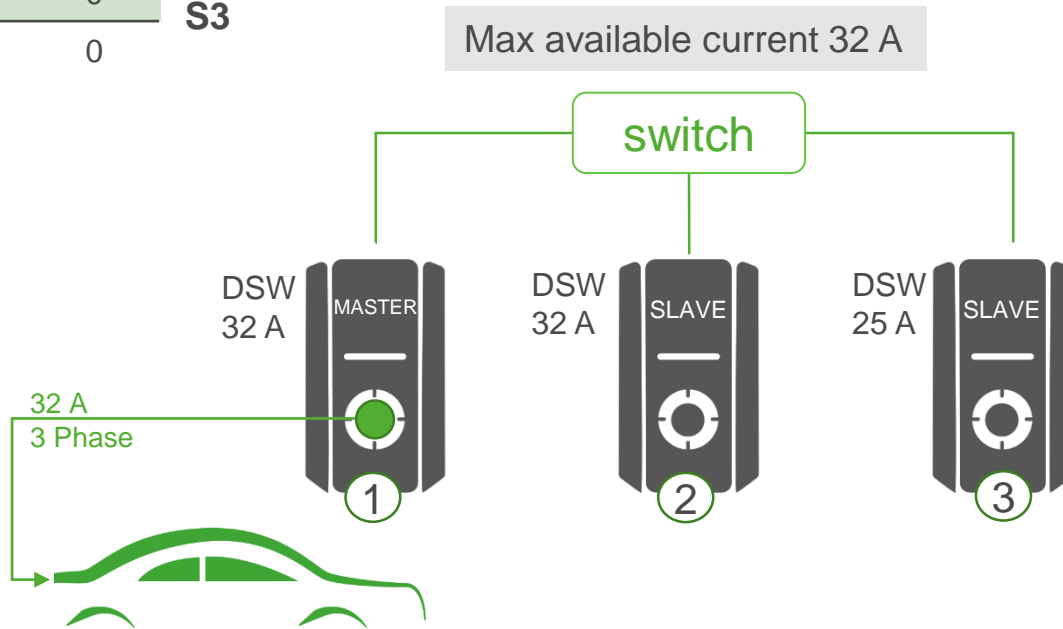 S3
0
Max available current 32 A
switch
DSW
32 A
MASTER
DSW
32 A
SLAVE
DSW
25 A
SLAVE
32 A
3 Phase
1
2
3